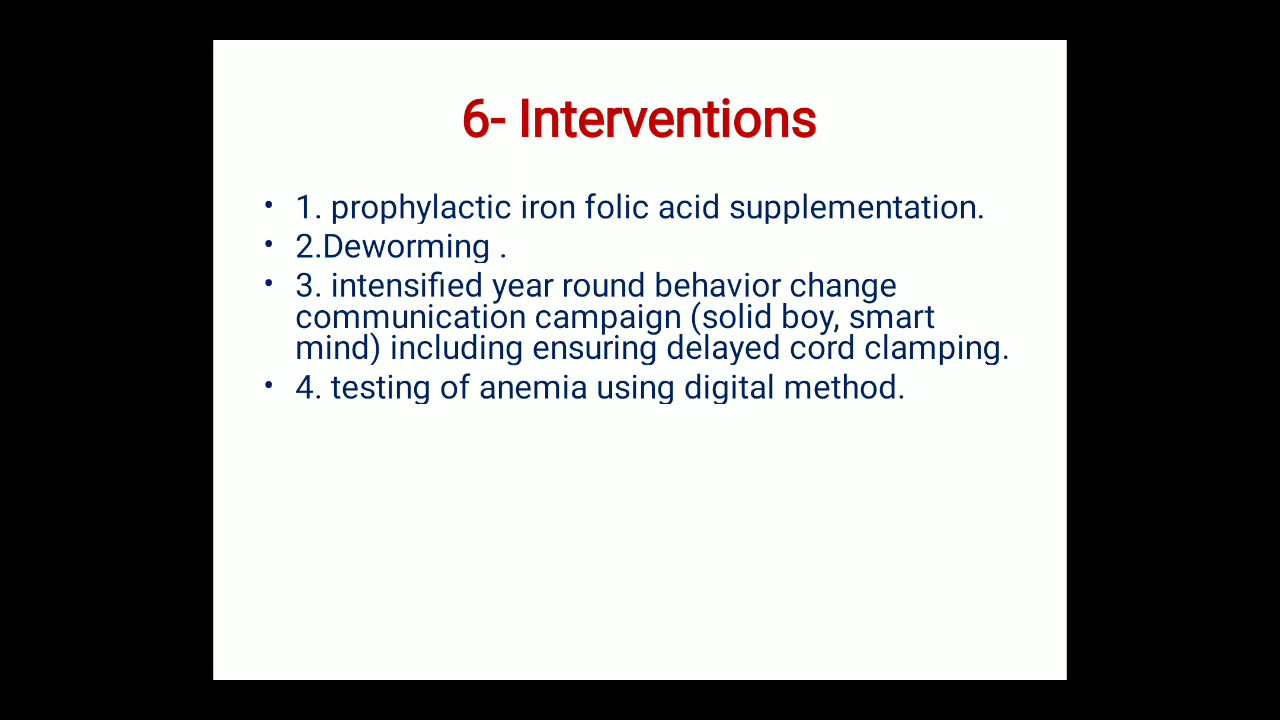 6- Interventions
• 1. prophylactic iron folic acid supplementation.
• 2.Deworming .
• 3. intensified year round behavior change
communication campaign (solid boy, smart
mind) including ensuring delayed cord clamping.
• 4. testing of anemia using digital method.